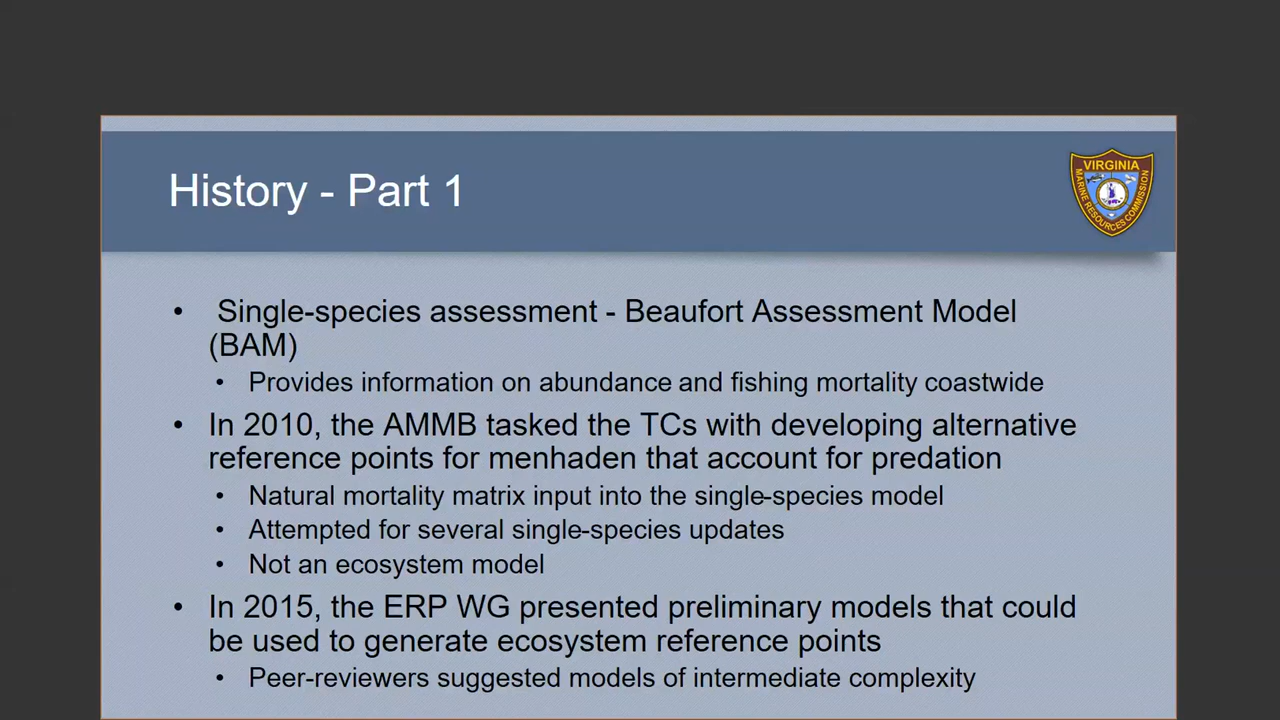 History - Part 1
VIRGINIA
MARINE RESOURCES COMMISSION
• Single-species assessment - Beaufort Assessment Model
(BAM)
• Provides information on abundance and fishing mortality coastwide
• In 2010, the AMMB tasked the TCs with developing alternative
reference points for menhaden that account for predation
• Natural mortality matrix input into the single-species model
• Attempted for several single-species updates
• Not an ecosystem model
• In 2015, the ERP WG presented preliminary models that could
be used to generate ecosystem reference points
• Peer-reviewers suggested models of intermediate complexity